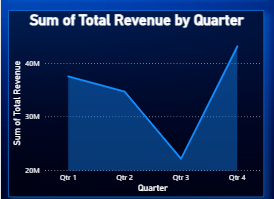 Sum of Total Revenue by Quarter
Sum of Total Revenue
40M
30M
20M
Qtr 1
Qtr 2
Qtr 3
Qtr 4
Quarter